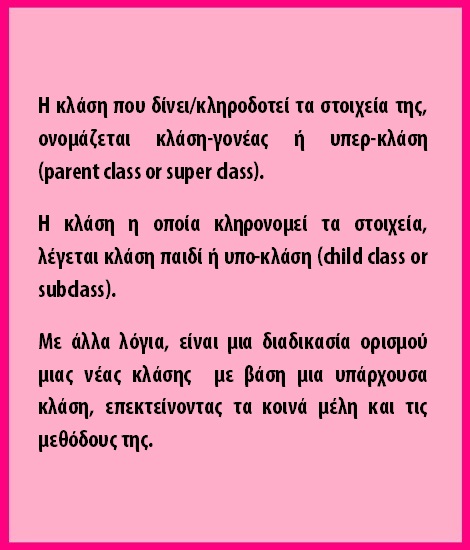 Η κλάση που δίνει/κληροδοτεί τα στοιχεία της,
ονομάζεται κλάση-γονέας ή υπερ-κλάση
(parent class or super class).
Η κλάση η οποία κληρονομεί τα στοιχεία,
λέγεται κλάση παιδί ή υπο-κλάση (child class or
subclass).
Με άλλα λόγια, είναι μια διαδικασία ορισμού
μιας νέας κλάσης  με βάση μια υπάρχουσα
κλάση, επεκτείνοντας τα κοινά μέλη και τις
μεθόδους της.